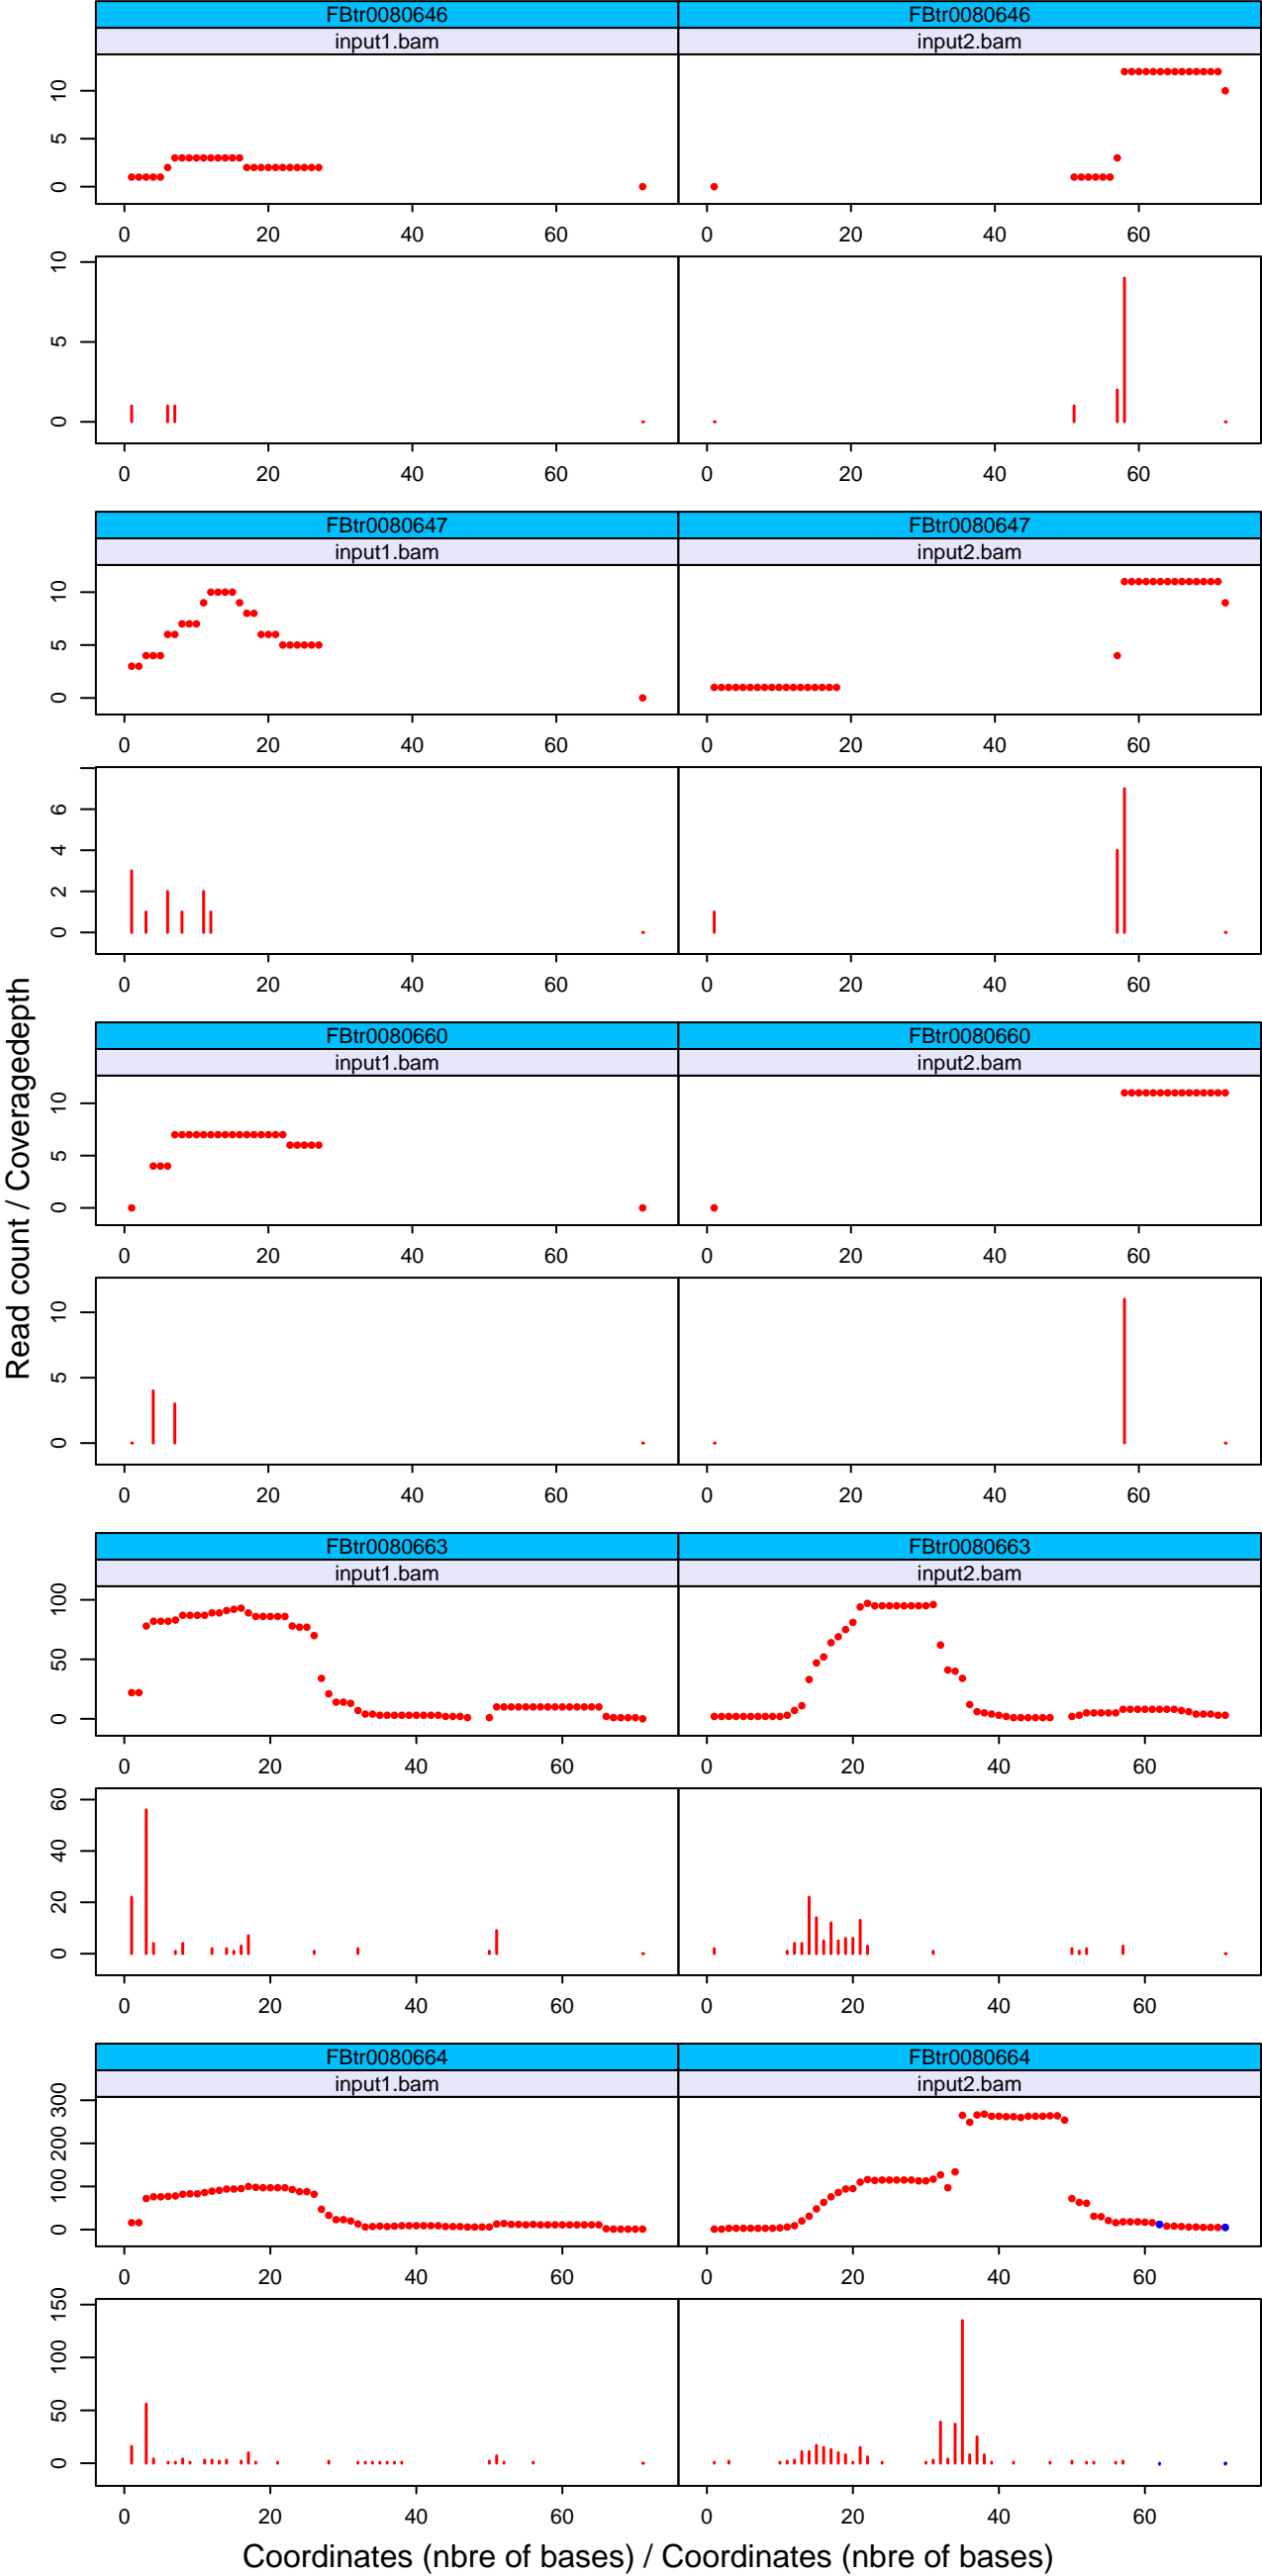 FBtr0080646 FBtr0080646
input1.bam input2.bam
0 5 10
0 20 40 60 0 20 40 60
0 5 10
0 20 40 60 0 20 40 60
FBtr0080647 FBtr0080647
input1.bam input2.bam
0 5 10
0 20 40 60 0 20 40 60
0 2 4 6
0 20 40 60 0 20 40 60
Read count / Coveragedepth
FBtr0080660 FBtr0080660
input1.bam input2.bam
0 5 10
0 20 40 60 0 20 40 60
0 5 10
0 20 40 60 0 20 40 60
FBtr0080663 FBtr0080663
input1.bam input2.bam
0 50 100
0 20 40 60 0 20 40 60
0 20 40 60
0 20 40 60 0 20 40 60
FBtr0080664 FBtr0080664
input1.bam input2.bam
0 100 200 300
0 20 40 60 0 20 40 60
0 50 100 150
0 20 40 60 0 20 40 60
Coordinates (nbre of bases) / Coordinates (nbre of bases)